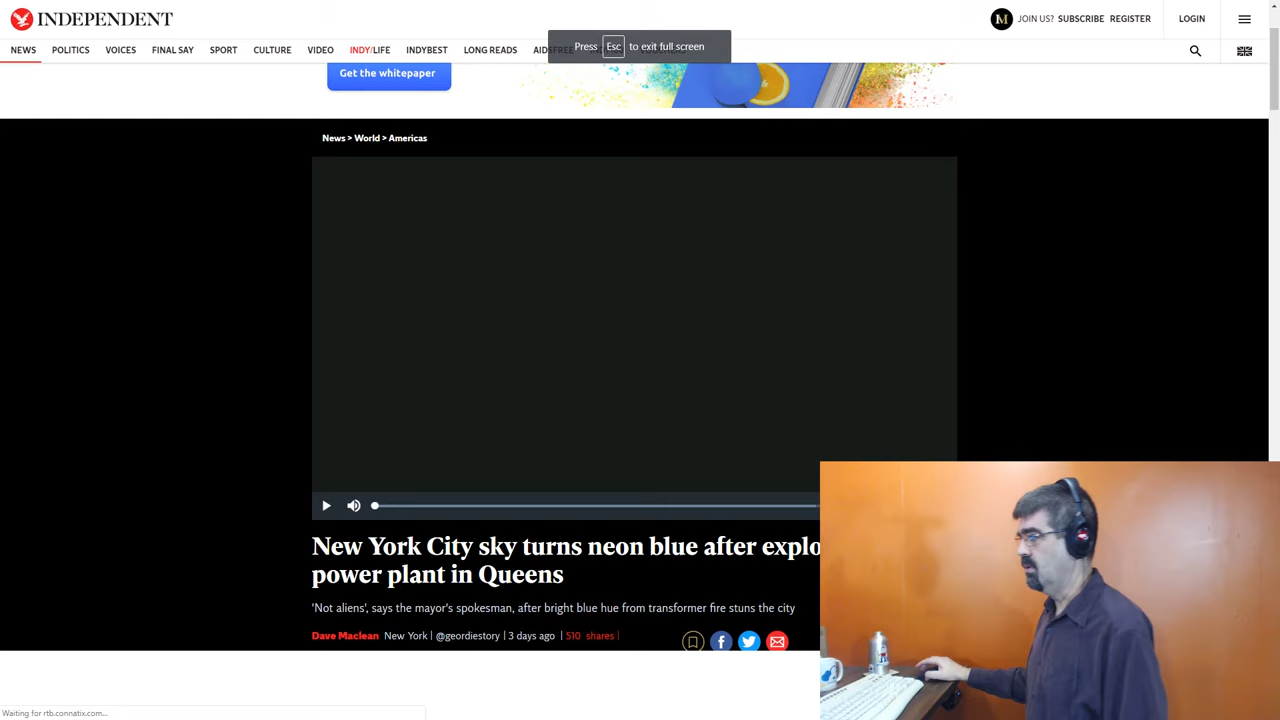 INDEPENDENT
M JOIN US? SUBSCRIBE REGISTER LOGIN
NEWS POLITICS VOICES FINAL SAY SPORT CULTURE VIDEO INDY/LIFE INDYBEST LONG READS
Press Esc to exit full screen
Get the whitepaper
News > World > Americas
New York City sky turns neon blue after explo
power plant in Queens
'Not aliens', says the mayor's spokesman, after bright blue hue from transformer fire stuns the city
Dave Maclean New York | @geordiestory | 3 days ago | 510 shares |
Waiting for rtb.connatix.com...